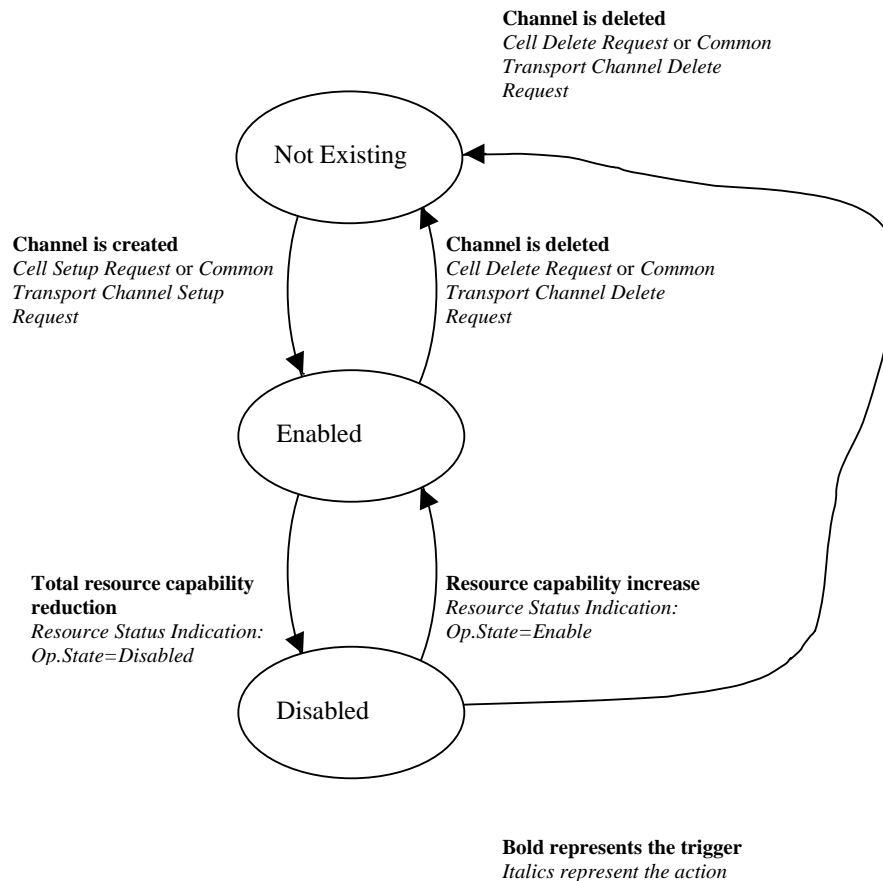 Channel is deleted
Cell Delete Request or Common
Transport Channel Delete
Request
Not Existing
Channel is created
Cell Setup Request or Common
Transport Channel Setup
Request
Channel is deleted
Cell Delete Request or Common
Transport Channel Delete
Request
Enabled
Total resource capability
reduction
Resource Status Indication:
Op.State=Disabled
Resource capability increase
Resource Status Indication:
Op.State=Enable
Disabled
Bold represents the trigger
Italics represent the action